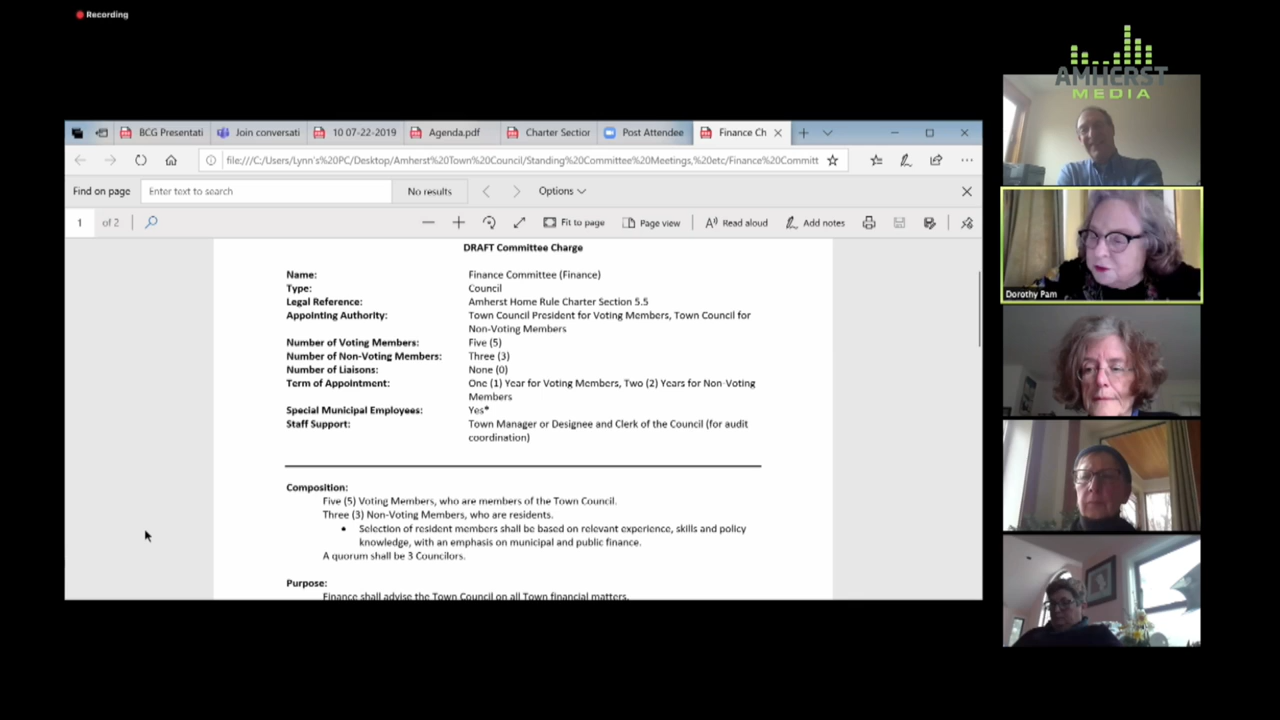 Recording
AMHERST
MEDIA
BCG Presentati
Join conversati
10 07-22-2019
Agenda.pdf
Charter Section
Post Attendee
Finance Ch
file:///C:/Users/Lynn's%20PC/Desktop/Amherst%20Town%20Council/Standing%20Committee%20Meetings,%20etc/Finance%20Committ
Find on page
Enter text to search
No results
Options
1
of 2
Fit to page
Page view
Read aloud
Add notes
DRAFT Committee Charge
Name: Finance Committee (Finance)
Type: Council
Legal Reference: Amherst Home Rule Charter Section 5.5
Appointing Authority: Town Council President for Voting Members, Town Council for
Non-Voting Members
Number of Voting Members: Five (5)
Number of Non-Voting Members: Three (3)
Number of Liaisons: None (0)
Term of Appointment: One (1) Year for Voting Members, Two (2) Years for Non-Voting
Members
Special Municipal Employees: Yes*
Staff Support: Town Manager or Designee and Clerk of the Council (for audit
coordination)
Composition:
Five (5) Voting Members, who are members of the Town Council.
Three (3) Non-Voting Members, who are residents.
• Selection of resident members shall be based on relevant experience, skills and policy
knowledge, with an emphasis on municipal and public finance.
A quorum shall be 3 Councilors.
Purpose:
Finance shall advise the Town Council on all Town financial matters.
Dorothy Pam